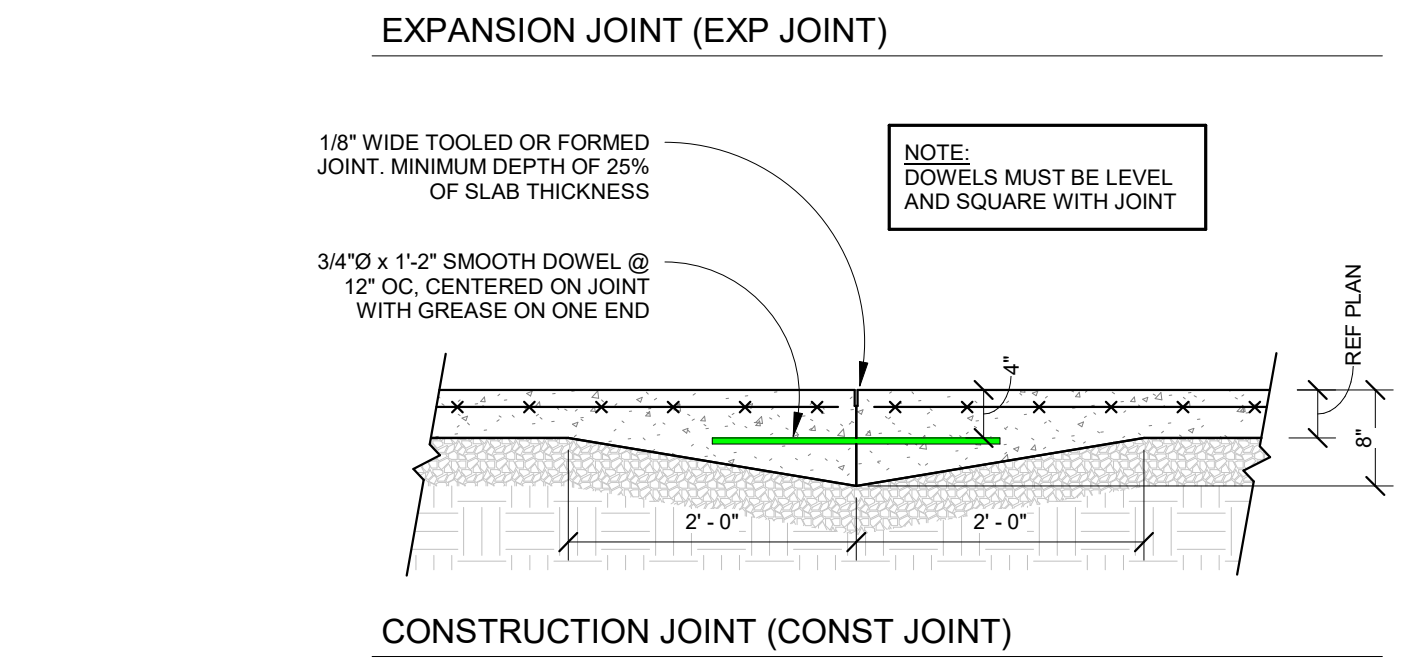 EXPANSION JOINT (EXP JOINT)
1/8" WIDE TOOLED OR FORMED
JOINT. MINIMUM DEPTH OF 25%
OF SLAB THICKNESS
NOTE:
DOWELS MUST BE LEVEL
AND SQUARE WITH JOINT
3/4"Ø x 1'-2" SMOOTH DOWEL @
12" OC, CENTERED ON JOINT
WITH GREASE ON ONE END
4"
REF PLAN
8"
2' - 0"
2' - 0"
CONSTRUCTION JOINT (CONST JOINT)